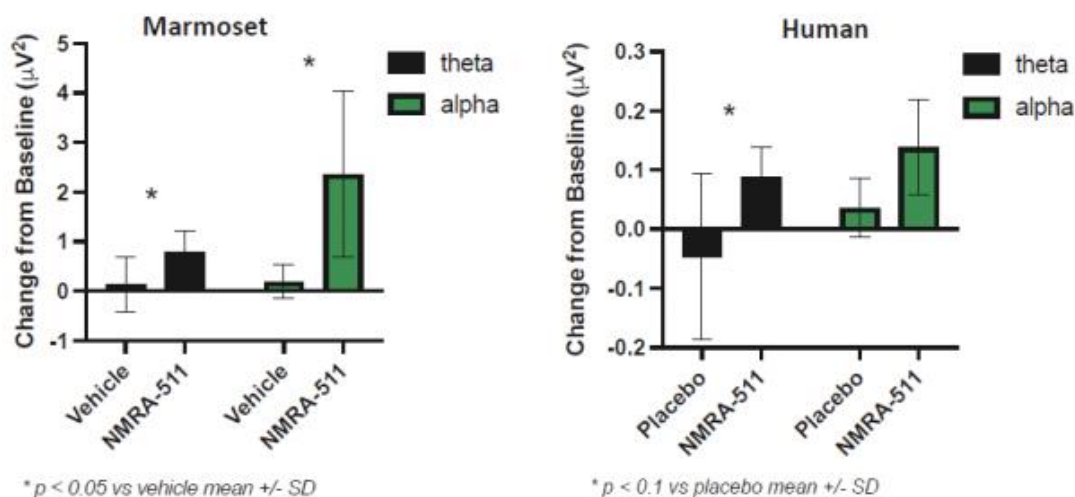 Marmoset
Change from Baseline (μV²)
5
4
3
2
1
0
-1
*
*
theta
alpha
Vehicle
NMRA-511
Vehicle
NMRA-511
* p < 0.05 vs vehicle mean +/- SD
Human
Change from Baseline (μV²)
0.3
0.2
0.1
0.0
-0.1
-0.2
*
theta
alpha
Placebo
NMRA-511
Placebo
NMRA-511
* p < 0.1 vs placebo mean +/- SD